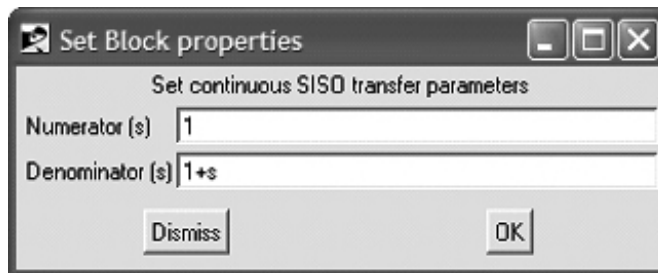 Set Block properties
Set continuous SISO transfer parameters
Numerator (s) 1
Denominator (s) 1+s
Dismiss OK